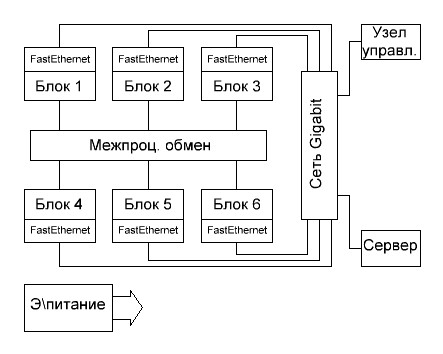 FastEthernet
Блок 1
FastEthernet
Блок 2
FastEthernet
Блок 3
Узел
управл.
Межпроц. обмен
Сеть Gigabit
Блок 4
FastEthernet
Блок 5
FastEthernet
Блок 6
FastEthernet
Сервер
Э\питание